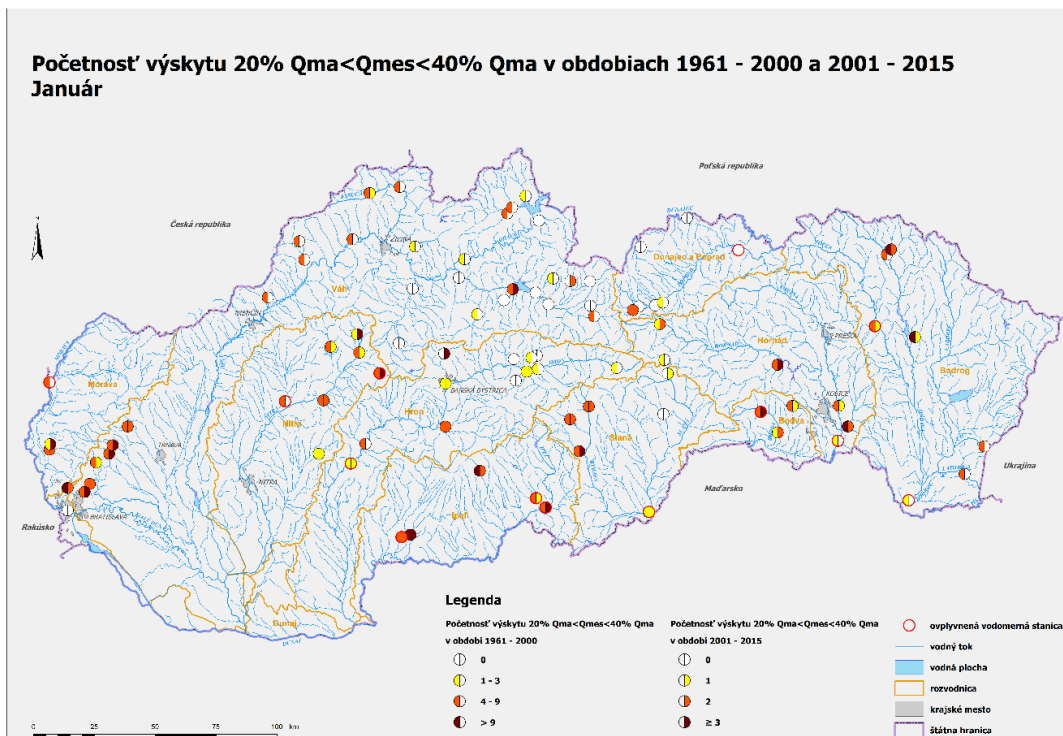 Početnosť výskytu 20% Qma<Qmes<40% Qma v obdobiach 1961 - 2000 a 2001 - 2015
Január
Poľská republika
Česká republika
N
ŽILINA
Dunajec a Poprad
Váh
TRENČÍN
PREŠOV
Hornád
Morava
Bodrog
BANSKÁ BYSTRICA
KOŠICE
Hron
Bodva
Nitra
Slaná
TRNAVA
Ukrajina
NITRA
Maďarsko
Ipeľ
Rakúsko
BRATISLAVA
Dunaj
DUNAJ
Legenda
Početnosť výskytu 20% Qma<Qmes<40% Qma
v období 1961 - 2000
0
1 - 3
4 - 9
> 9
Početnosť výskytu 20% Qma<Qmes<40% Qma
v období 2001 - 2015
0
1
2
≥ 3
ovplyvnená vodomerná stanica
vodný tok
vodná plocha
rozvodnica
krajské mesto
štátna hranica
0 25 50 75 100 km